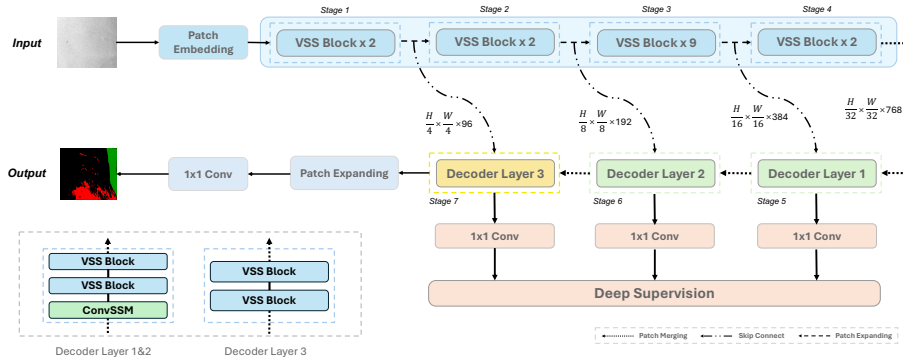 Stage 1
Stage 2
Stage 3
Stage 4
Input
Patch
Embedding
VSS Block x 2
VSS Block x 2
VSS Block x 9
VSS Block x 2
H/4 × W/4 ×96
H/8 × W/8 ×192
H/16 × W/16 ×384
H/32 × W/32 ×768
Output
1x1 Conv
Patch Expanding
Decoder Layer 3
Decoder Layer 2
Decoder Layer 1
Stage 7
Stage 6
Stage 5
1x1 Conv
1x1 Conv
1x1 Conv
Deep Supervision
VSS Block
VSS Block
ConvSSM
VSS Block
VSS Block
Decoder Layer 1&2
Decoder Layer 3
Patch Merging
Skip Connect
Patch Expanding